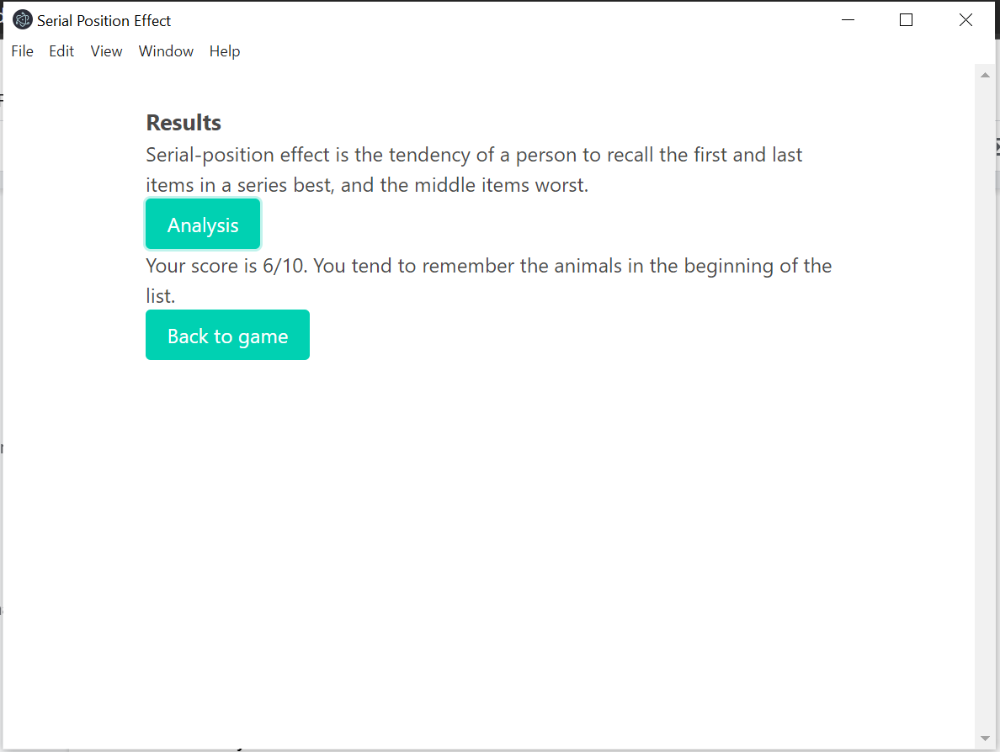 Serial Position Effect
File Edit View Window Help
Results
Serial-position effect is the tendency of a person to recall the first and last
items in a series best, and the middle items worst.
Analysis
Your score is 6/10. You tend to remember the animals in the beginning of the
list.
Back to game